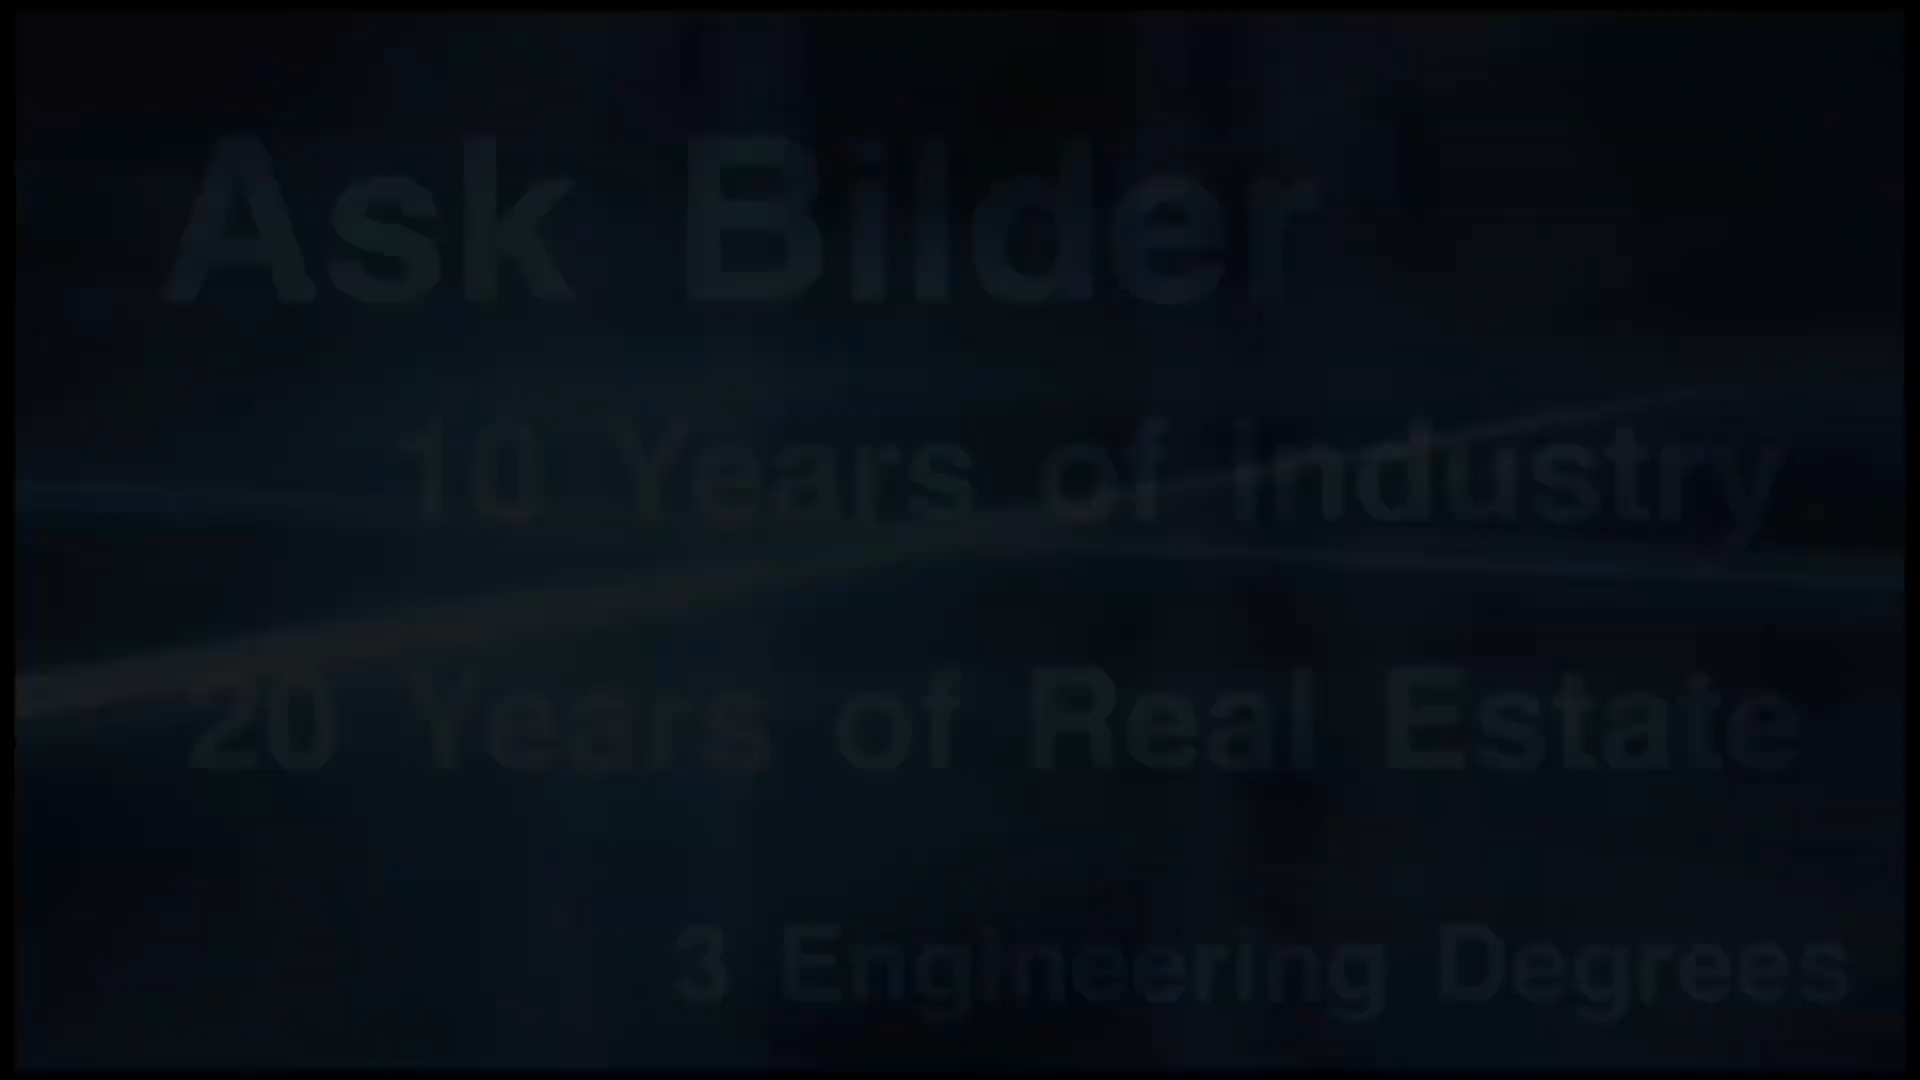 Ask Bilder
10 Years of Industry
20 Years of Real Estate
3 Engineering Degrees